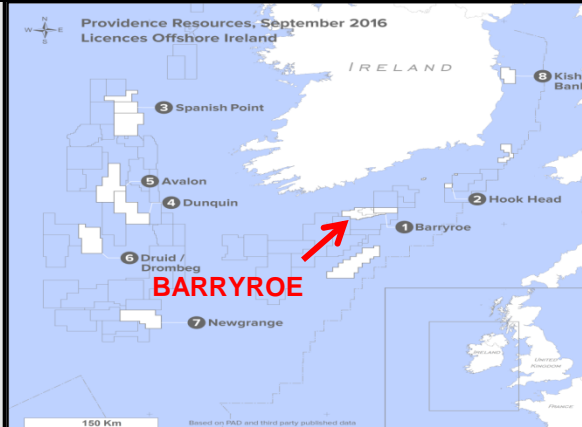 Providence Resources, September 2016
Licences Offshore Ireland
N
W E
S
IRELAND
8 Kish
Bank
3 Spanish Point
5 Avalon
4 Dunquin
2 Hook Head
1 Barryroe
6 Druid /
Drombeg
BARRYROE
7 Newgrange
IRELAND
UNITED
KINGDOM
FRANCE
150 Km
Based on PAD and third party published data